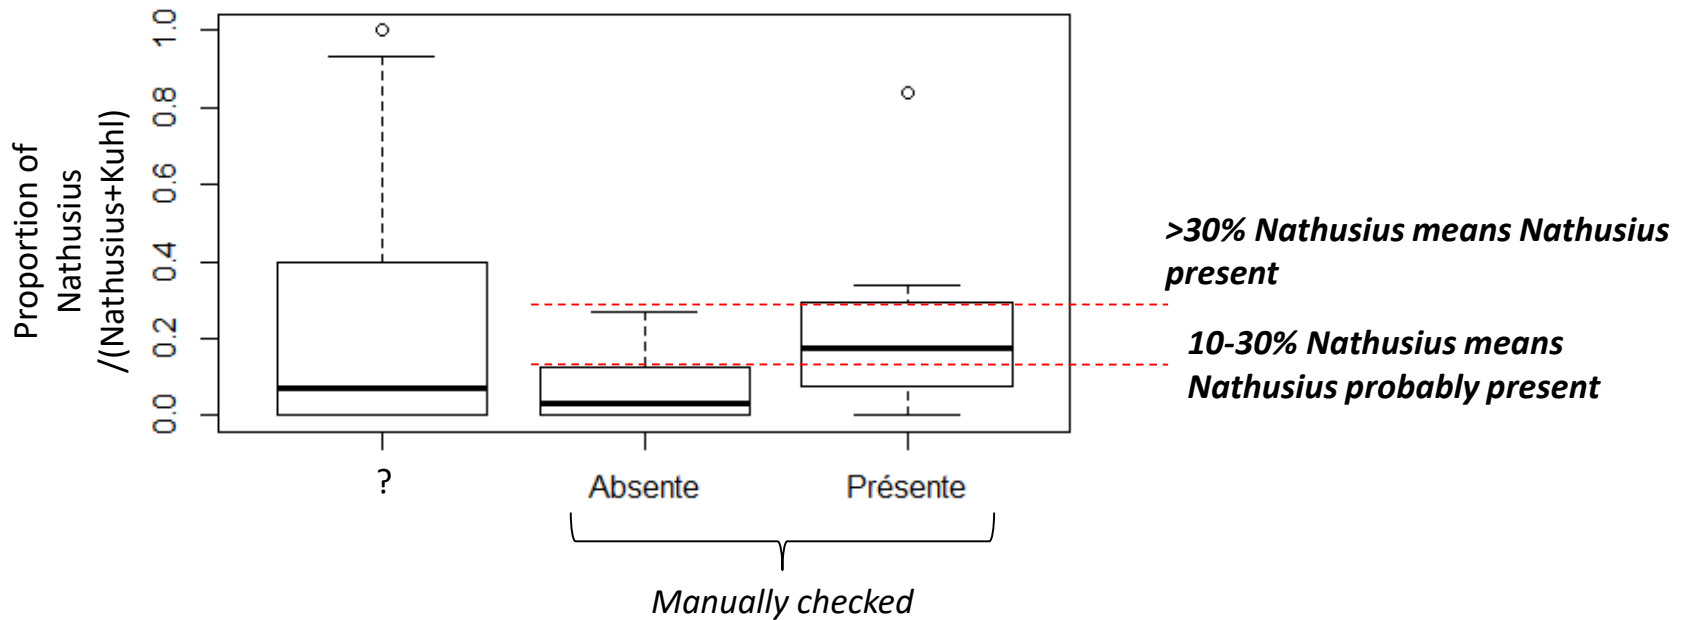 Proportion of
Nathusius
/(Nathusius+Kuhl)
1.0
0.8
0.6
0.4
0.2
0.0
?
Absente
Présente
Manually checked
>30% Nathusius means Nathusius
present
10-30% Nathusius means
Nathusius probably present